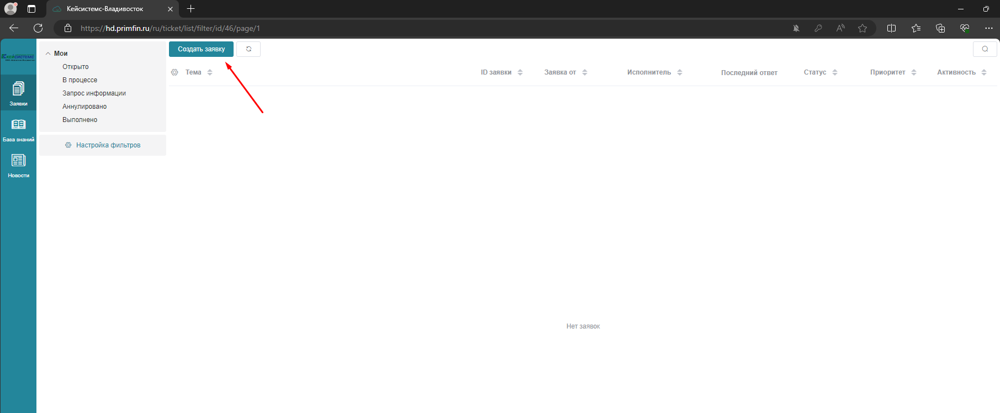 Кейсистемс-Владивосток
https://hd.primfin.ru/ru/ticket/list/filter/id/46/page/1
КЕЙСИСТЕМС
Заявки
База знаний
Новости
Мои
Открыто
В процессе
Запрос информации
Аннулировано
Выполнено
Настройка фильтров
Создать заявку
Тема ID заявки Заявка от Исполнитель Последний ответ Статус Приоритет Активность
Нет заявок